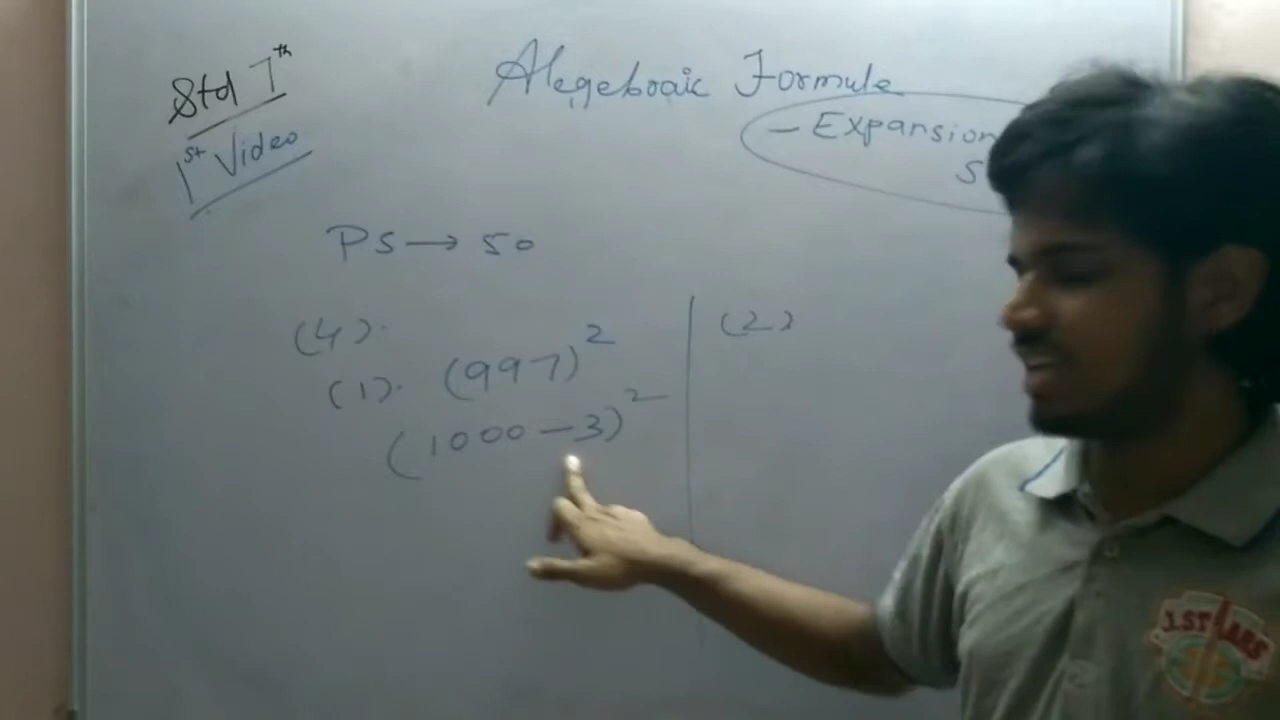 Std 7th
1st Video
Alegebraic Formule
- Expansion
S
PS → 50
(4).
(1). (997)²
(1000 - 3)²
(2)